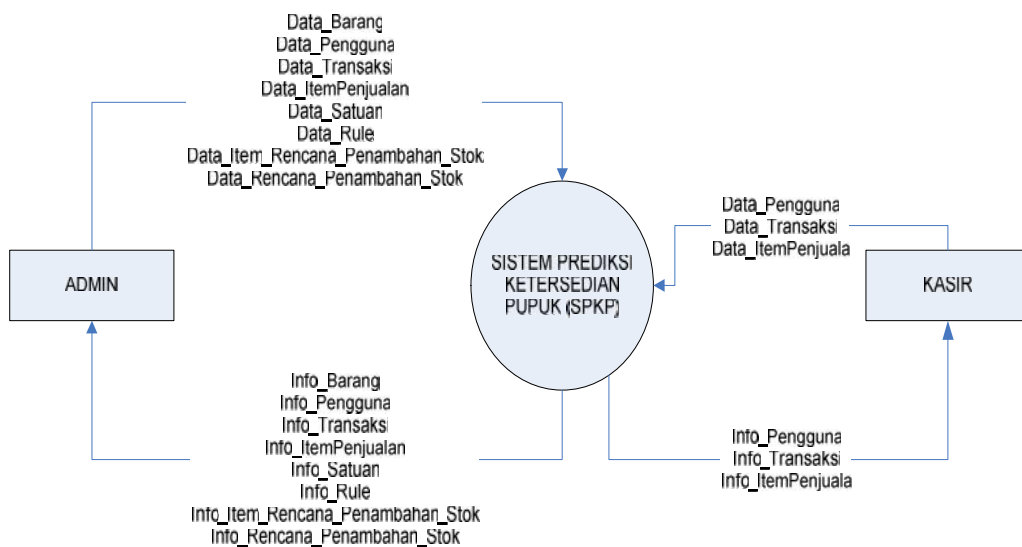 Data_Barang
Data_Pengguna
Data_Transaksi
Data_ItemPenjualan
Data_Satuan
Data_Rule
Data_Item_Rencana_Penambahan_Stok
Data_Rencana_Penambahan_Stok
ADMIN
SISTEM PREDIKSI
KETERSEDIAN
PUPUK (SPKP)
Data_Pengguna
Data_Transaksi
Data_ItemPenjuala
KASIR
Info_Barang
Info_Pengguna
Info_Transaksi
Info_ItemPenjualan
Info_Satuan
Info_Rule
Info_Item_Rencana_Penambahan_Stok
Info_Rencana_Penambahan_Stok
Info_Pengguna
Info_Transaksi
Info_ItemPenjuala